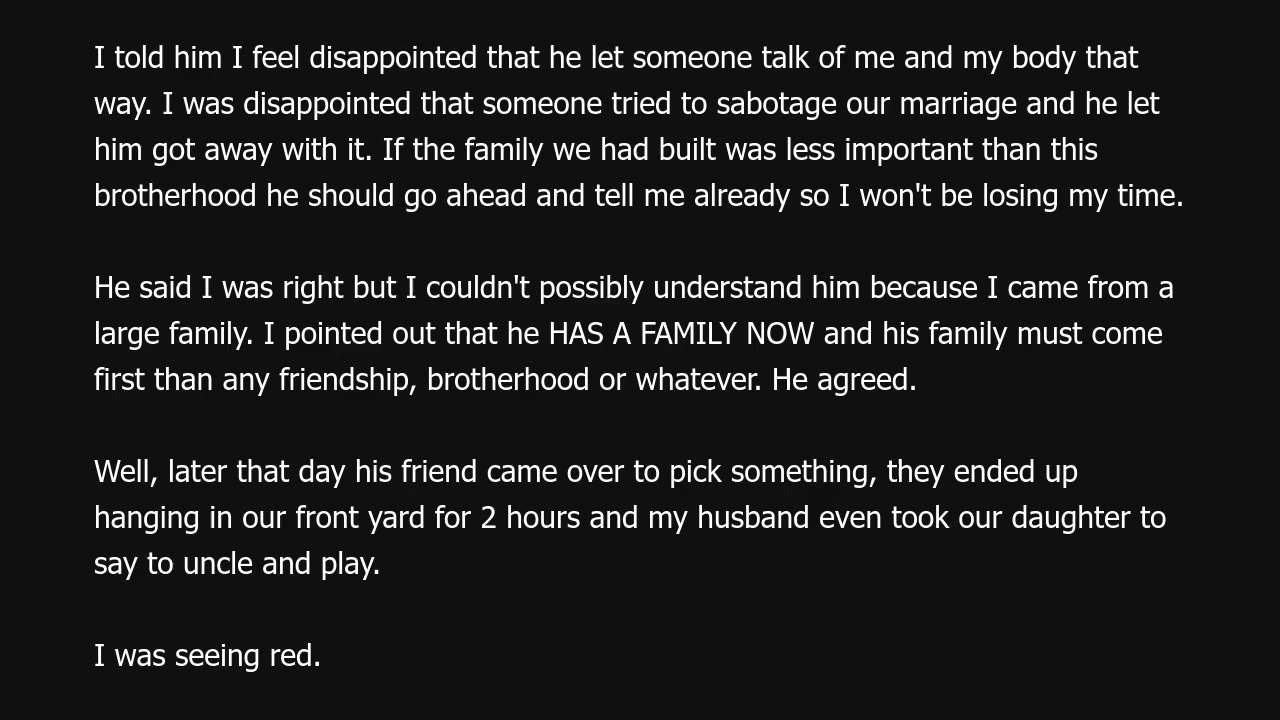 I told him I feel disappointed that he let someone talk of me and my body that
way. I was disappointed that someone tried to sabotage our marriage and he let
him got away with it. If the family we had built was less important than this
brotherhood he should go ahead and tell me already so I won't be losing my time.
He said I was right but I couldn't possibly understand him because I came from a
large family. I pointed out that he HAS A FAMILY NOW and his family must come
first than any friendship, brotherhood or whatever. He agreed.
Well, later that day his friend came over to pick something, they ended up
hanging in our front yard for 2 hours and my husband even took our daughter to
say to uncle and play.
I was seeing red.